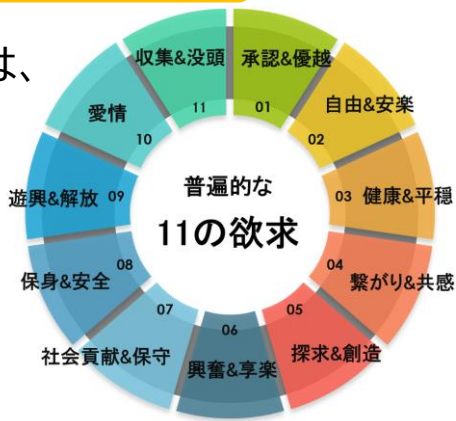 は、
普遍的な
11の欲求
承認&優越
01
自由&安楽
02
03 健康&平穏
04
繋がり&共感
05
探求&創造
06
興奮&享楽
07
社会貢献&保守
08
保身&安全
遊興&解放 09
愛情
10
収集&没頭
11